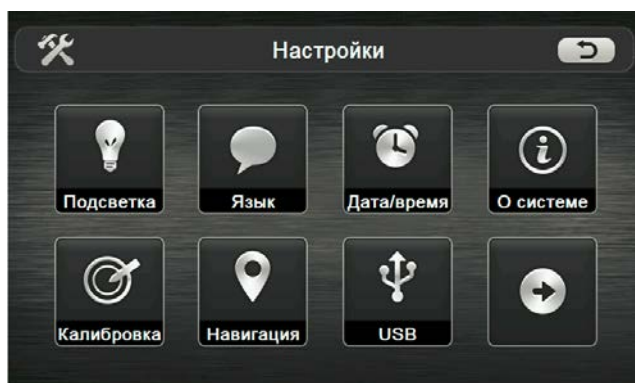 Настройки
Подсветка
Язык
Дата/время
О системе
Калибровка
Навигация
USB